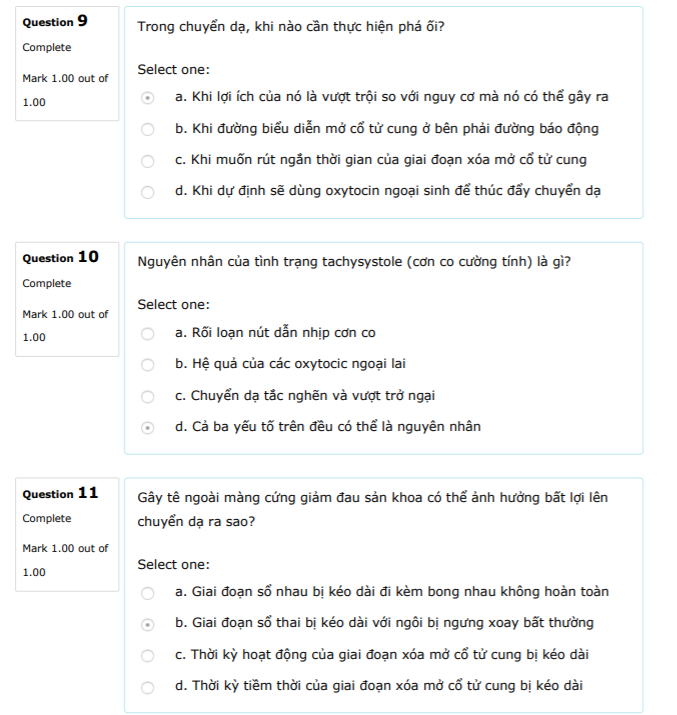 Question 9
Complete
Mark 1.00 out of
1.00
Trong chuyển dạ, khi nào cần thực hiện phá ối?
Select one:
a. Khi lợi ích của nó là vượt trội so với nguy cơ mà nó có thể gây ra
b. Khi đường biểu diễn mở cổ tử cung ở bên phải đường báo động
c. Khi muốn rút ngắn thời gian của giai đoạn xóa mở cổ tử cung
d. Khi dự định sẽ dùng oxytocin ngoại sinh để thúc đẩy chuyển dạ
Question 10
Complete
Mark 1.00 out of
1.00
Nguyên nhân của tình trạng tachysystole (cơn co cường tính) là gì?
Select one:
a. Rối loạn nút dẫn nhịp cơn co
b. Hệ quả của các oxytocic ngoại lai
c. Chuyển dạ tắc nghẽn và vượt trở ngại
d. Cả ba yếu tố trên đều có thể là nguyên nhân
Question 11
Complete
Mark 1.00 out of
1.00
Gây tê ngoài màng cứng giảm đau sản khoa có thể ảnh hưởng bất lợi lên
chuyển dạ ra sao?
Select one:
a. Giai đoạn sổ nhau bị kéo dài đi kèm bong nhau không hoàn toàn
b. Giai đoạn sổ thai bị kéo dài với ngôi bị ngưng xoay bất thường
c. Thời kỳ hoạt động của giai đoạn xóa mở cổ tử cung bị kéo dài
d. Thời kỳ tiềm thời của giai đoạn xóa mở cổ tử cung bị kéo dài